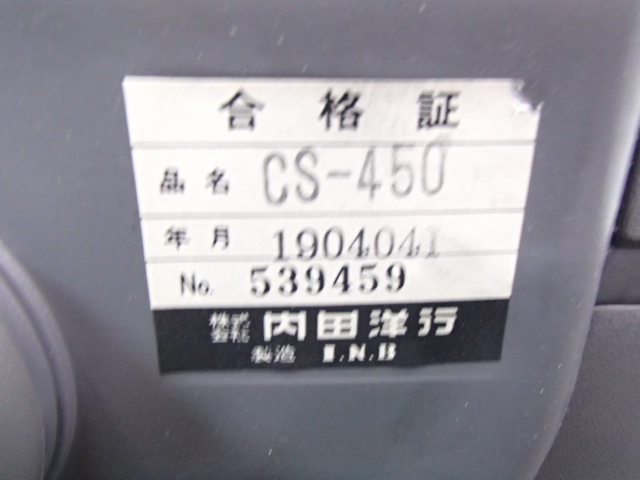 合格証
品名 CS-450
年月 1904041
No. 539459
株式会社 内田洋行
製造 I.N.B